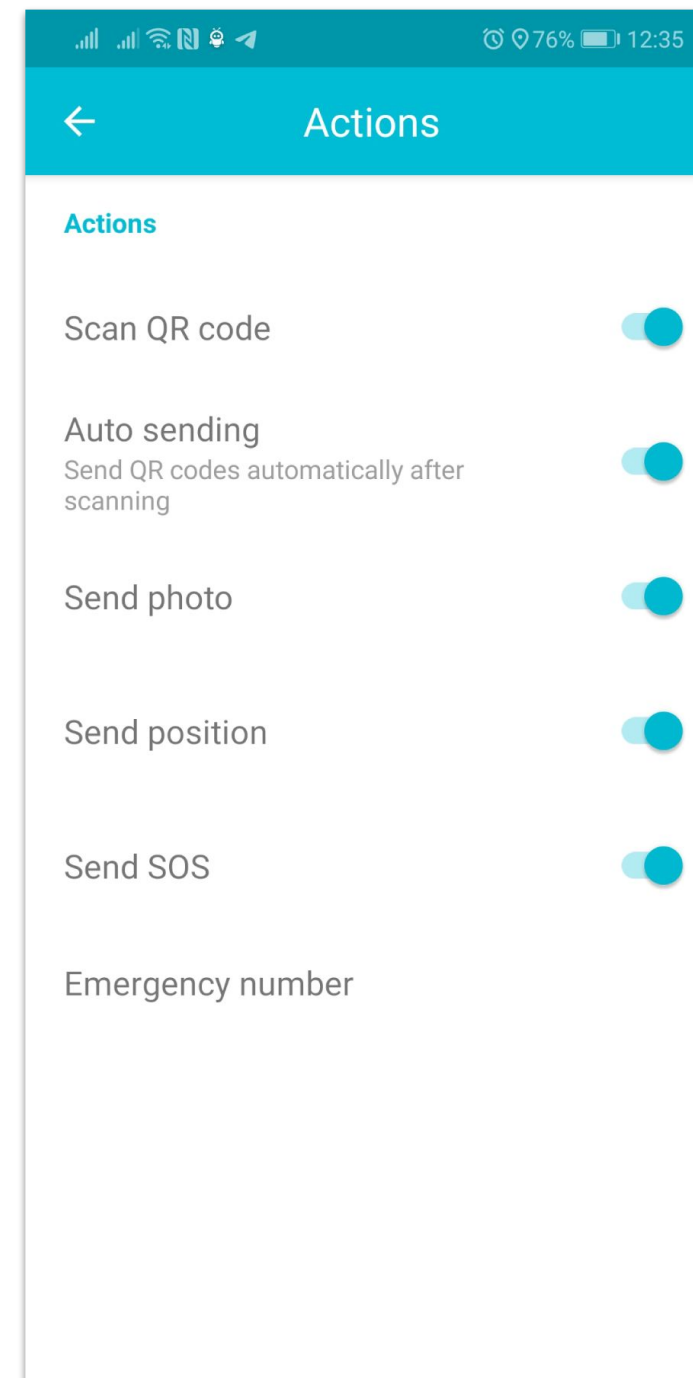 76% 12:35
Actions
Actions
Scan QR code
Auto sending
Send QR codes automatically after
scanning
Send photo
Send position
Send SOS
Emergency number